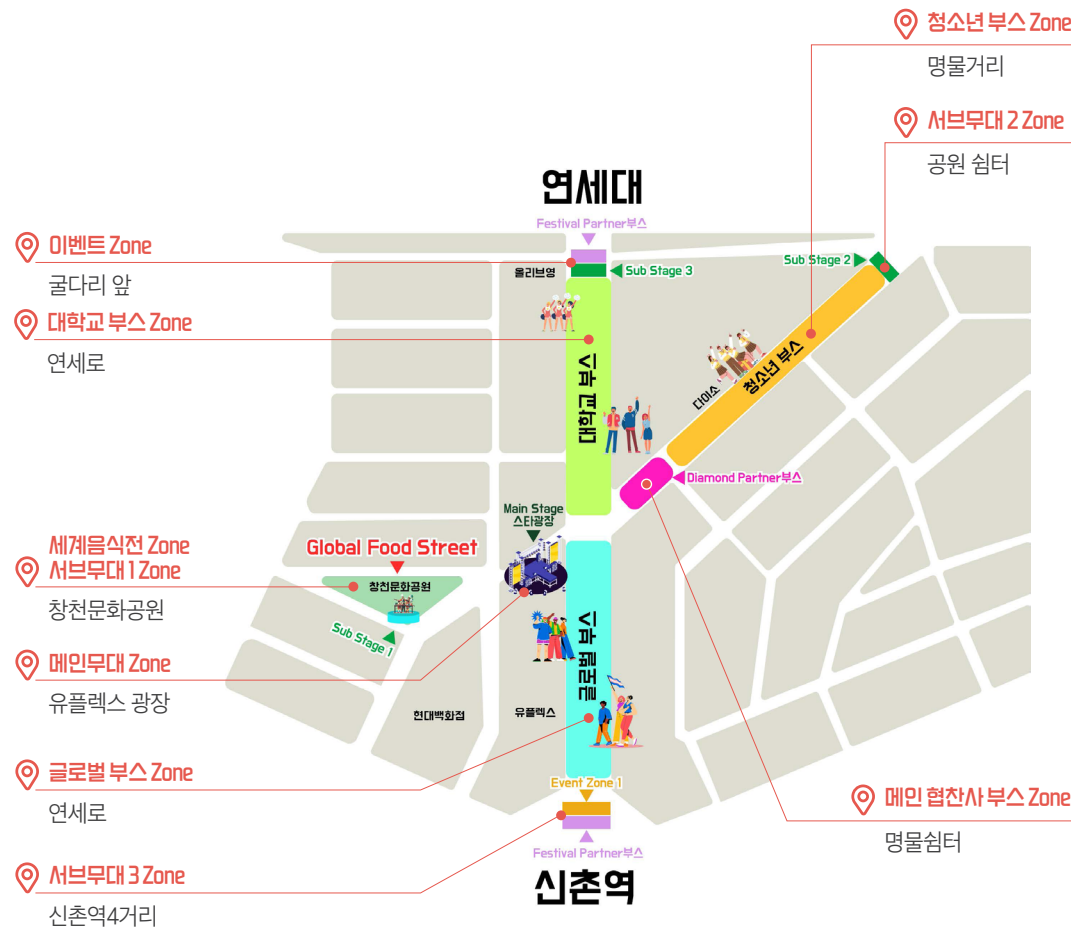 청소년 부스 Zone
명물거리
서브무대 2 Zone
공원 쉼터
연세대
Festival Partner부스
이벤트 Zone
굴다리 앞
올리브영
Sub Stage 3
Sub Stage 2
대학교 부스 Zone
연세로
대학교 부스
다이소
청소년 부스
Diamond Partner부스
Main Stage
스타광장
세계음식전 Zone
서브무대 1 Zone
창천문화공원
Global Food Street
창천문화공원
Sub Stage 1
메인무대 Zone
유플렉스 광장
글로벌 부스
현대백화점
유플렉스
글로벌 부스 Zone
연세로
Event Zone 1
메인 협찬사 부스 Zone
명물쉼터
Festival Partner부스
신촌역
서브무대 3 Zone
신촌역4거리